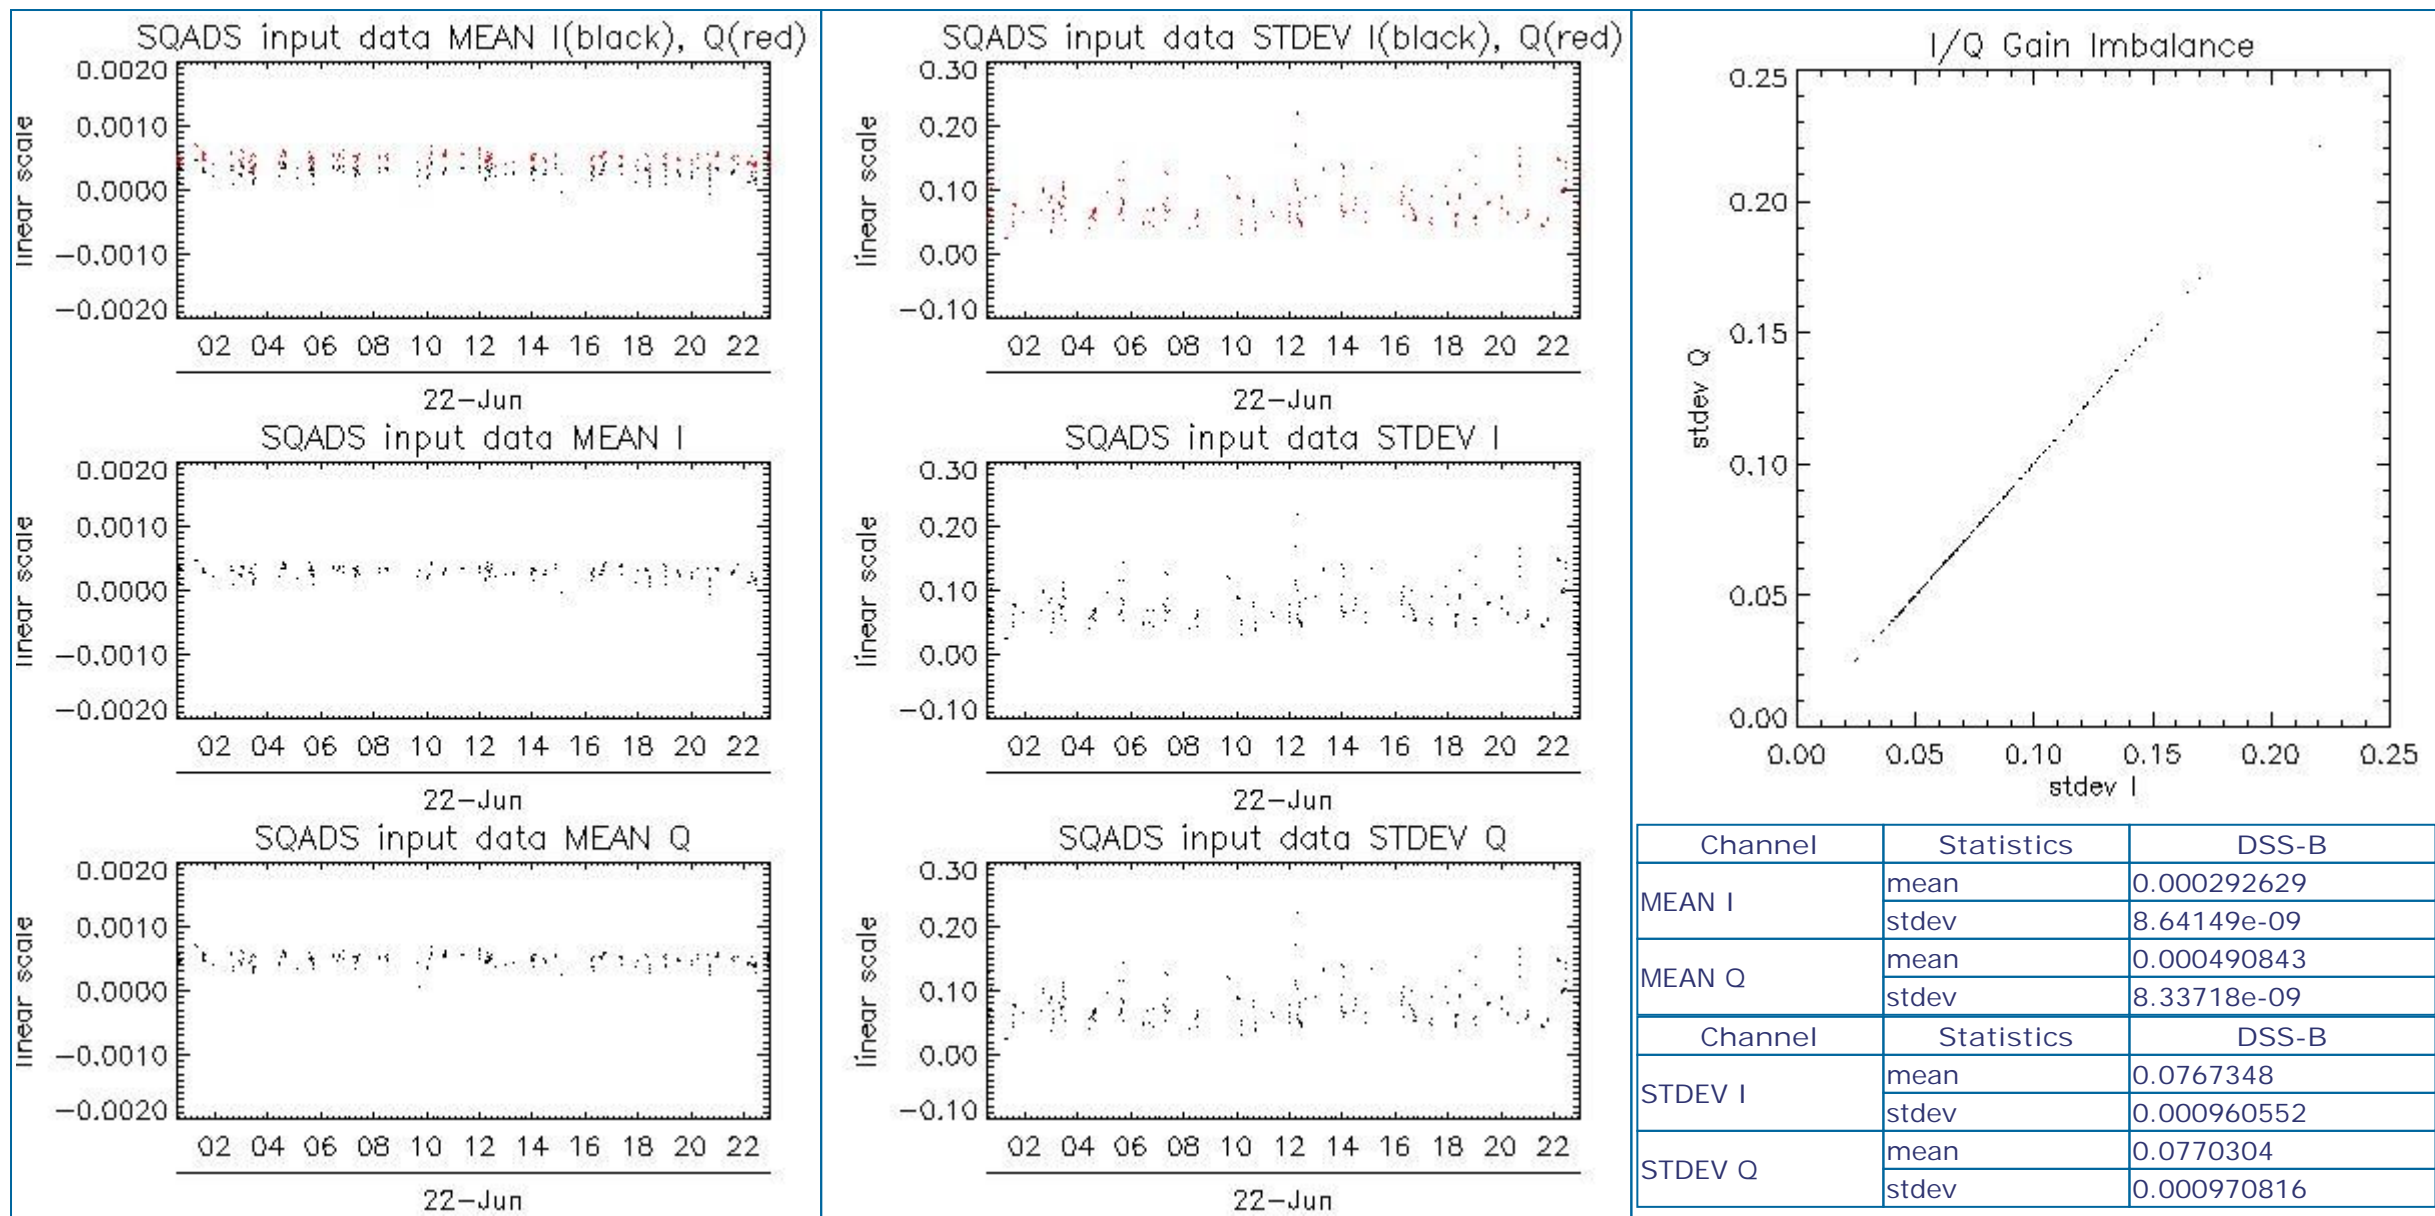 SQADS input data MEAN I(black), Q(red)
0.0020
0.0010
0.0000
-0.0010
-0.0020
linear scale
02 04 06 08 10 12 14 16 18 20 22
22-Jun
SQADS input data MEAN I
0.0020
0.0010
0.0000
-0.0010
-0.0020
linear scale
02 04 06 08 10 12 14 16 18 20 22
22-Jun
SQADS input data MEAN Q
0.0020
0.0010
0.0000
-0.0010
-0.0020
linear scale
02 04 06 08 10 12 14 16 18 20 22
22-Jun
SQADS input data STDEV I(black), Q(red)
0.30
0.20
0.10
0.00
-0.10
linear scale
02 04 06 08 10 12 14 16 18 20 22
22-Jun
SQADS input data STDEV I
0.30
0.20
0.10
0.00
-0.10
linear scale
02 04 06 08 10 12 14 16 18 20 22
22-Jun
SQADS input data STDEV Q
0.30
0.20
0.10
0.00
-0.10
linear scale
02 04 06 08 10 12 14 16 18 20 22
22-Jun
I/Q Gain Imbalance
0.25
0.20
0.15
0.10
0.05
0.00
stdev Q
0.00 0.05 0.10 0.15 0.20 0.25
stdev I
Channel Statistics DSS-B
MEAN I mean 0.000292629
stdev 8.64149e-09
MEAN Q mean 0.000490843
stdev 8.33718e-09
Channel Statistics DSS-B
STDEV I mean 0.0767348
stdev 0.000960552
STDEV Q mean 0.0770304
stdev 0.000970816